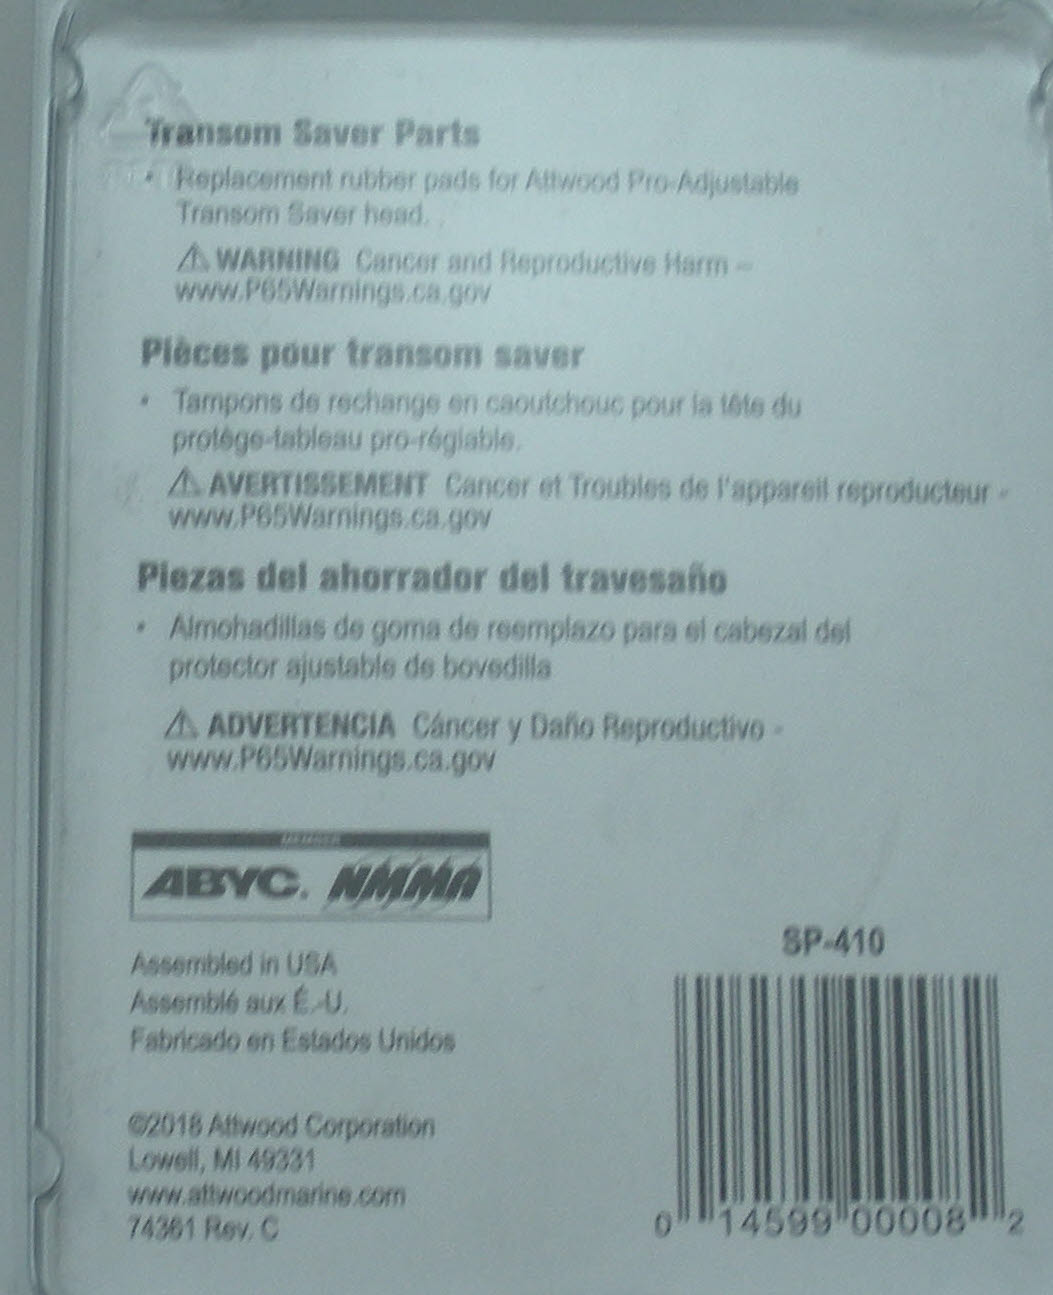 Transom Saver Parts
• Replacement rubber pads for Attwood Pro-Adjustable
Transom Saver head.
⚠ WARNING Cancer and Reproductive Harm –
www.P65Warnings.ca.gov
Pièces pour transom saver
• Tampons de rechange en caoutchouc pour la tête du
protège-tableau pro-réglable.
⚠ AVERTISSEMENT Cancer et Troubles de l'appareil reproducteur -
www.P65Warnings.ca.gov
Piezas del ahorrador del travesaño
• Almohadillas de goma de reemplazo para el cabezal del
protector ajustable de bovedilla
⚠ ADVERTENCIA Cáncer y Daño Reproductivo -
www.P65Warnings.ca.gov
MEMBER
ABYC. NMMA
Assembled in USA
Assemblé aux É.-U.
Fabricado en Estados Unidos
©2018 Attwood Corporation
Lowell, MI 49331
www.attwoodmarine.com
74361 Rev. C
SP-410
0 14599 00008 2